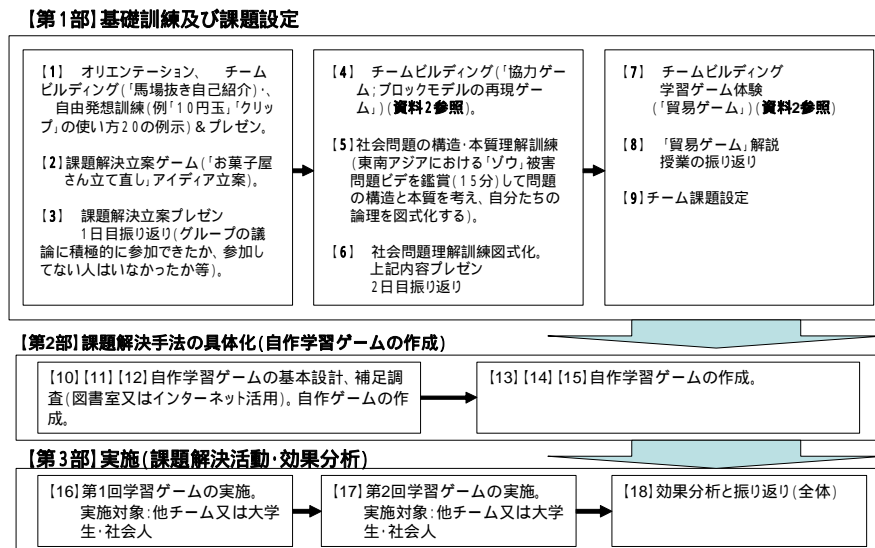 【第1部】基礎訓練及び課題設定
【1】 オリエンテーション、 チーム
ビルディング(「馬場抜き自己紹介」・、
自由発想訓練(例「10円玉」「クリッ
プ」の使い方20の例示)&プレゼン。
【2】課題解決立案ゲーム(「お菓子屋
さん立て直し」アイディア立案)。
【3】 課題解決立案プレゼン
1日目振り返り(グループの議
論に積極的に参加できたか、参加し
てない人はいなかったか等)。
【4】 チームビルディング(「協力ゲー
ム;ブロックモデルの再現ゲー
ム」)(資料2参照)。
【5】社会問題の構造・本質理解訓練
(東南アジアにおける「ゾウ」被害
問題ビデを鑑賞(15分)して問題
の構造と本質を考え、自分たちの
論理を図式化する)。
【6】 社会問題理解訓練図式化。
上記内容プレゼン
2日目振り返り
【7】 チームビルディング
学習ゲーム体験
(「貿易ゲーム」)(資料2参照)
【8】 「貿易ゲーム」解説
授業の振り返り
【9】チーム課題設定
【第2部】課題解決手法の具体化(自作学習ゲームの作成)
【10】【11】【12】自作学習ゲームの基本設計、補足調
査(図書室又はインターネット活用)。自作ゲームの作
成。
【13】【14】【15】自作学習ゲームの作成。
【第3部】実施(課題解決活動・効果分析)
【16】第1回学習ゲームの実施。
実施対象:他チーム又は大学
生・社会人
【17】第2回学習ゲームの実施。
実施対象:他チーム又は大学
生・社会人
【18】効果分析と振り返り(全体)